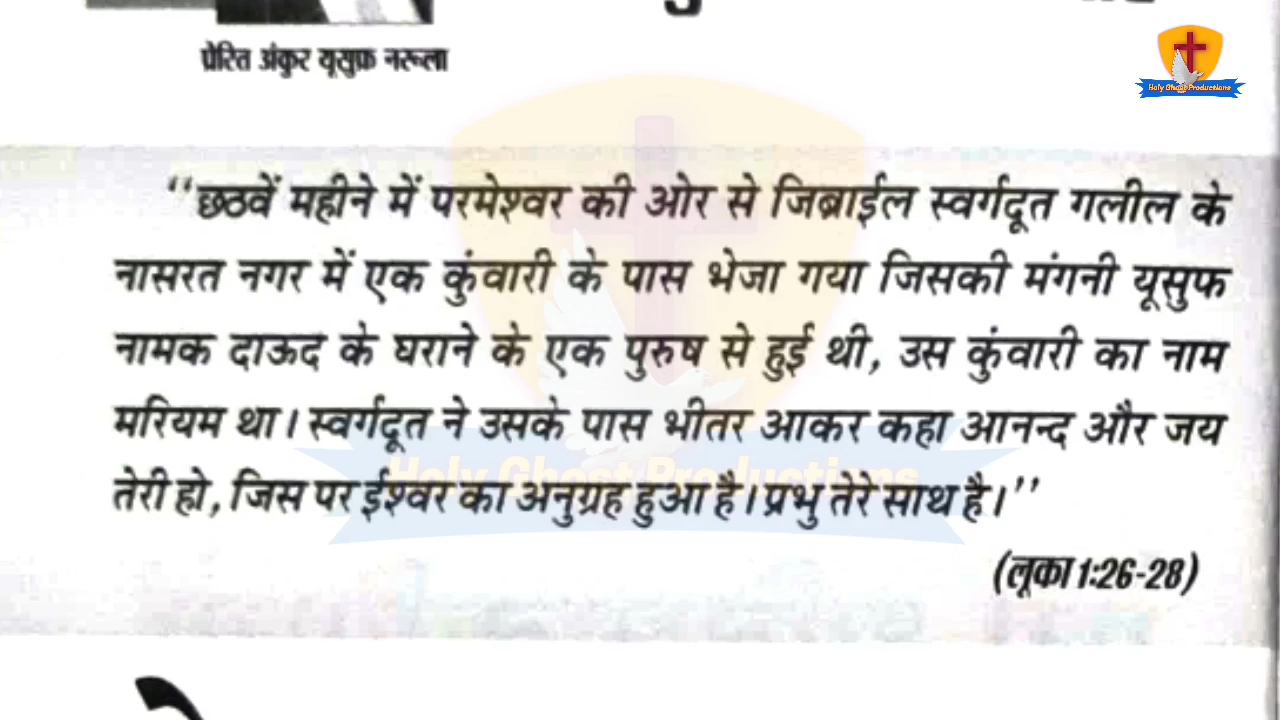 प्रेरित अंकुर यूसुफ़ नरूला
Holy Ghost Productions
‘‘छठवें महीने में परमेश्वर की ओर से जिब्राईल स्वर्गदूत गलील के
नासरत नगर में एक कुंवारी के पास भेजा गया जिसकी मंगनी यूसुफ
नामक दाऊद के घराने के एक पुरुष से हुई थी, उस कुंवारी का नाम
मरियम था। स्वर्गदूत ने उसके पास भीतर आकर कहा आनन्द और जय
Holy Ghost Productions
तेरी हो, जिस पर ईश्वर का अनुग्रह हुआ है। प्रभु तेरे साथ है।’’
(लूका 1:26-28)